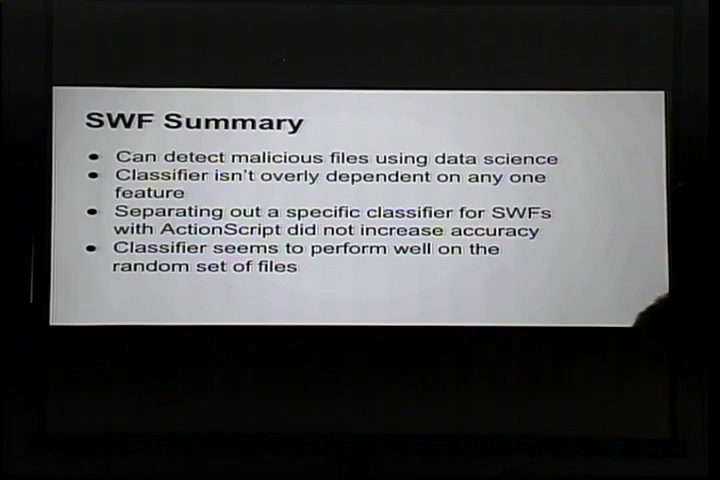 SWF Summary
● Can detect malicious files using data science
● Classifier isn't overly dependent on any one
feature
● Separating out a specific classifier for SWFs
with ActionScript did not increase accuracy
● Classifier seems to perform well on the
random set of files